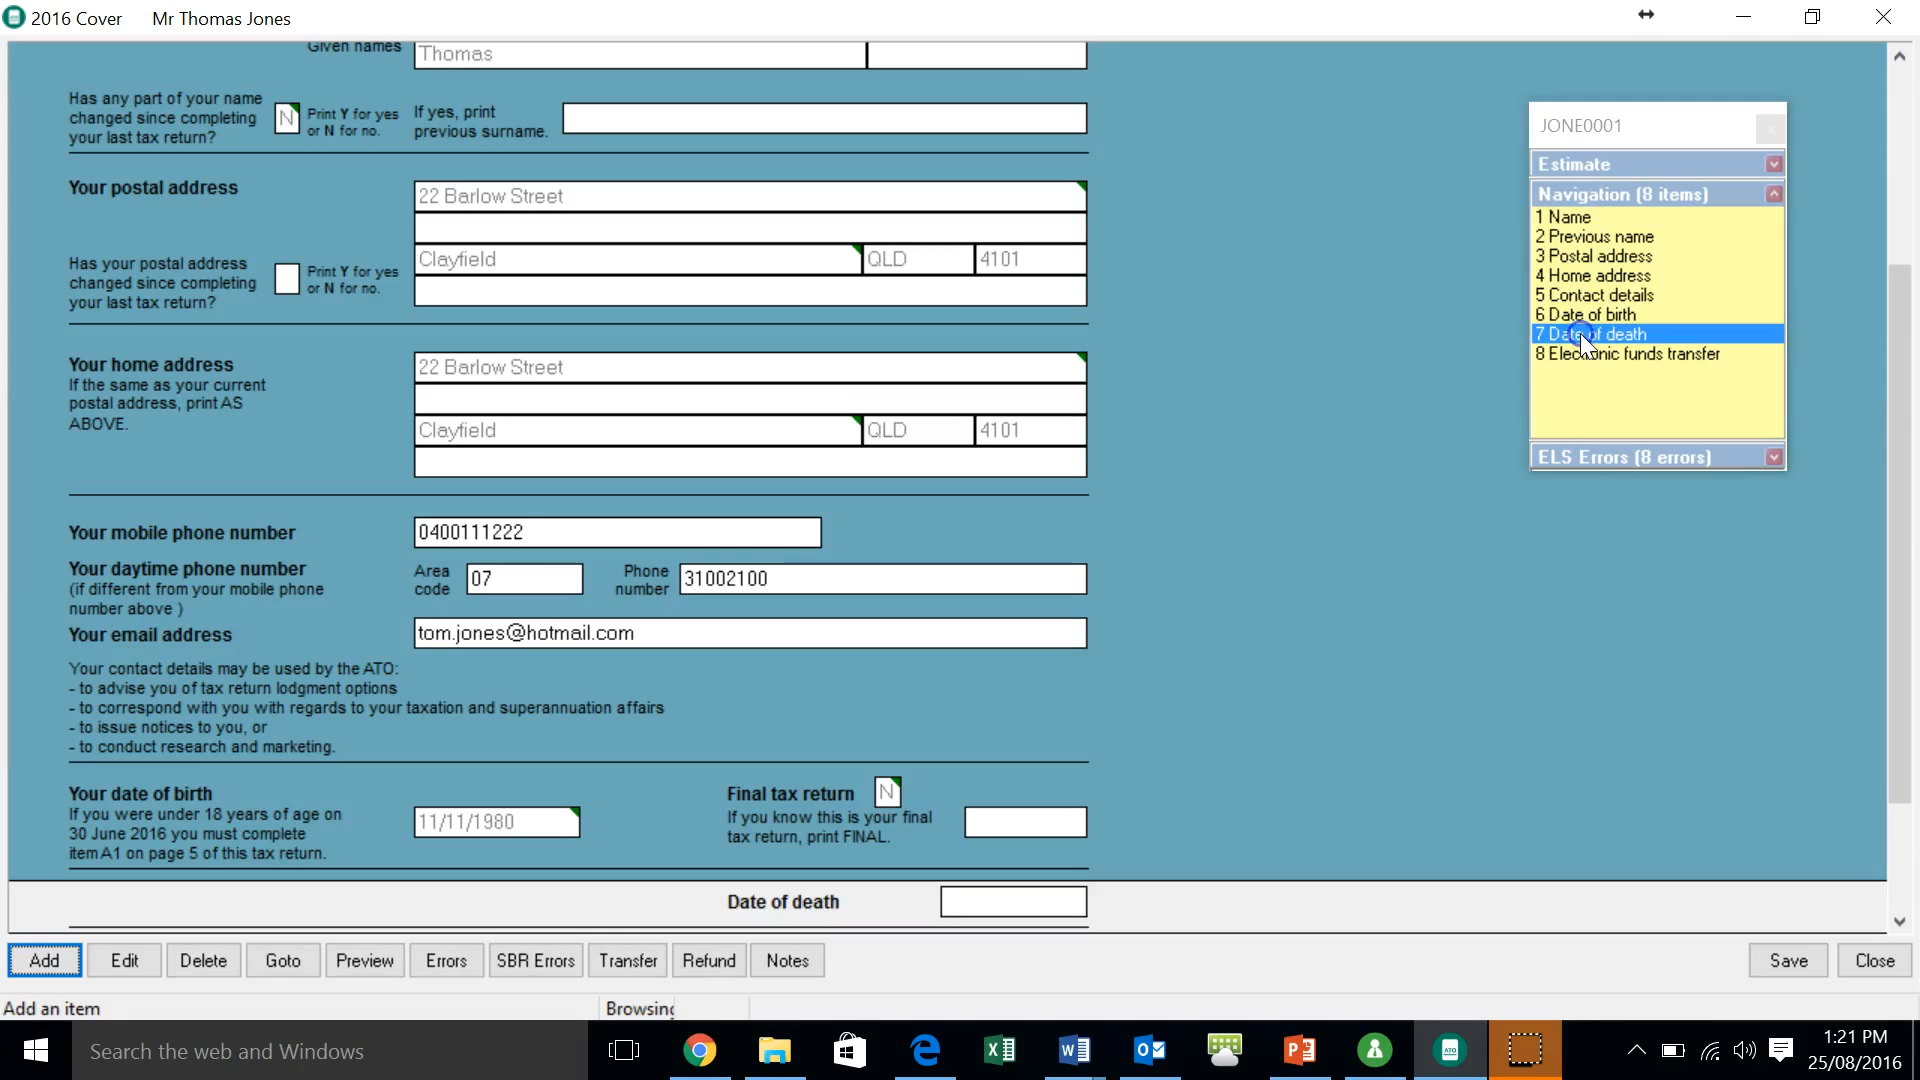 2016 Cover Mr Thomas Jones
Given names Thomas
Has any part of your name
changed since completing
your last tax return?
N
Print Y for yes
or N for no.
If yes, print
previous surname.
Your postal address
22 Barlow Street
Clayfield QLD 4101
Has your postal address
changed since completing
your last tax return?
Print Y for yes
or N for no.
Your home address
If the same as your current
postal address, print AS
ABOVE.
22 Barlow Street
Clayfield QLD 4101
Your mobile phone number 0400111222
Your daytime phone number
(if different from your mobile phone
number above )
Area
code
07
Phone
number
31002100
Your email address tom.jones@hotmail.com
Your contact details may be used by the ATO:
- to advise you of tax return lodgment options
- to correspond with you with regards to your taxation and superannuation affairs
- to issue notices to you, or
- to conduct research and marketing.
Your date of birth
If you were under 18 years of age on
30 June 2016 you must complete
item A1 on page 5 of this tax return.
11/11/1980
Final tax return N
If you know this is your final
tax return, print FINAL.
Date of death
JONE0001
Estimate
Navigation (8 items)
1 Name
2 Previous name
3 Postal address
4 Home address
5 Contact details
6 Date of birth
7 Date of death
8 Electronic funds transfer
ELS Errors (8 errors)
Add Edit Delete Goto Preview Errors SBR Errors Transfer Refund Notes Save Close
Add an item Browsing
Search the web and Windows
ATO
1:21 PM
25/08/2016